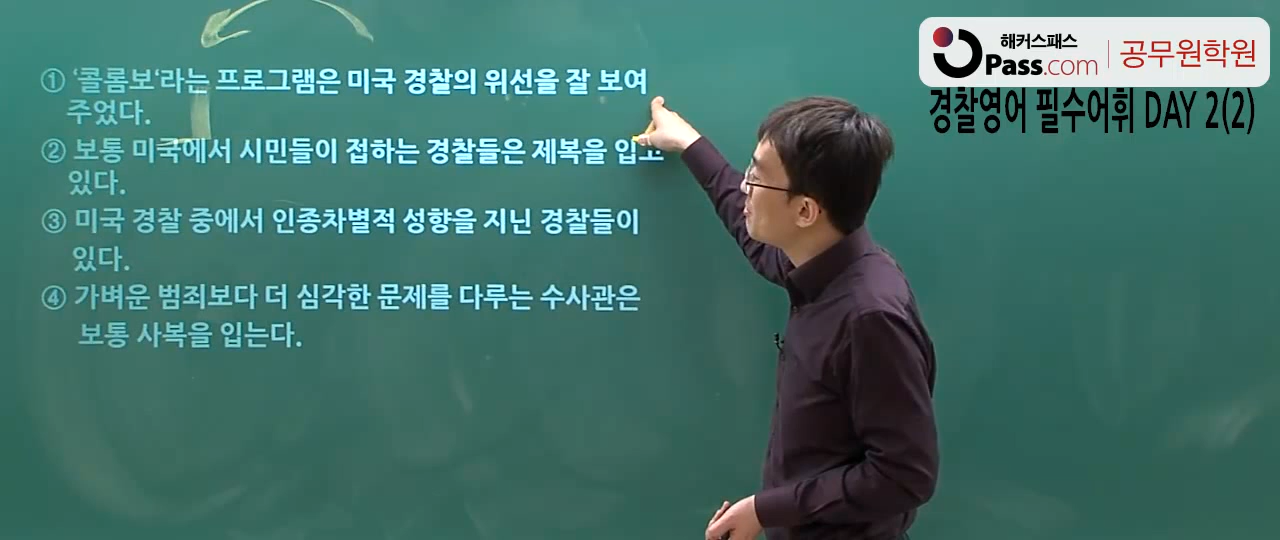 ① ‘콜롬보‘라는 프로그램은 미국 경찰의 위선을 잘 보여
주었다.
② 보통 미국에서 시민들이 접하는 경찰들은 제복을 입고
있다.
③ 미국 경찰 중에서 인종차별적 성향을 지닌 경찰들이
있다.
④ 가벼운 범죄보다 더 심각한 문제를 다루는 수사관은
보통 사복을 입는다.
해커스패스
Pass.com
공무원학원
경찰영어 필수어휘 DAY 2(2)